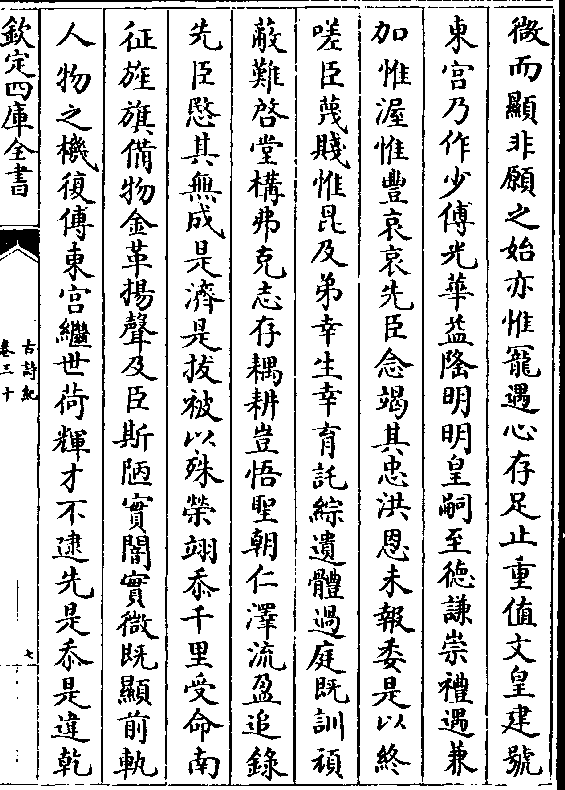 微而顯非願之始亦惟寵遇心存足止重值文皇建號
東宫乃作少傅光華益隆明明皇嗣至德謙崇禮遇兼
加惟渥惟豐哀哀先臣念竭其忠洪恩未報委是以終
嗟臣蔑賤惟昆及弟幸生幸育託綜遺體過庭既訓頑
蔽難啓堂構弗克志存耦耕豈悟聖朝仁澤流盈追錄
先臣愍其無成是濟是拔被以殊榮翊忝千里受命南
征旌旗備物金革揚聲及臣斯陋實闇實微既顯前軌
人物之機復傅東宫繼世荷輝才不逮先是忝是違乾
欽定四庫全書
古詩紀
卷三十
七